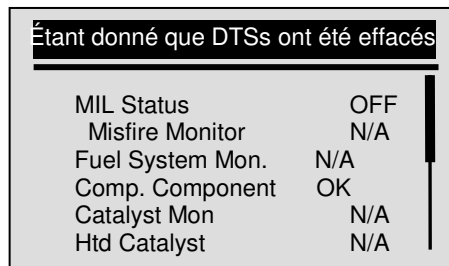 Étant donné que DTSs ont été effacés
MIL Status OFF
Misfire Monitor N/A
Fuel System Mon. N/A
Comp. Component OK
Catalyst Mon N/A
Htd Catalyst N/A